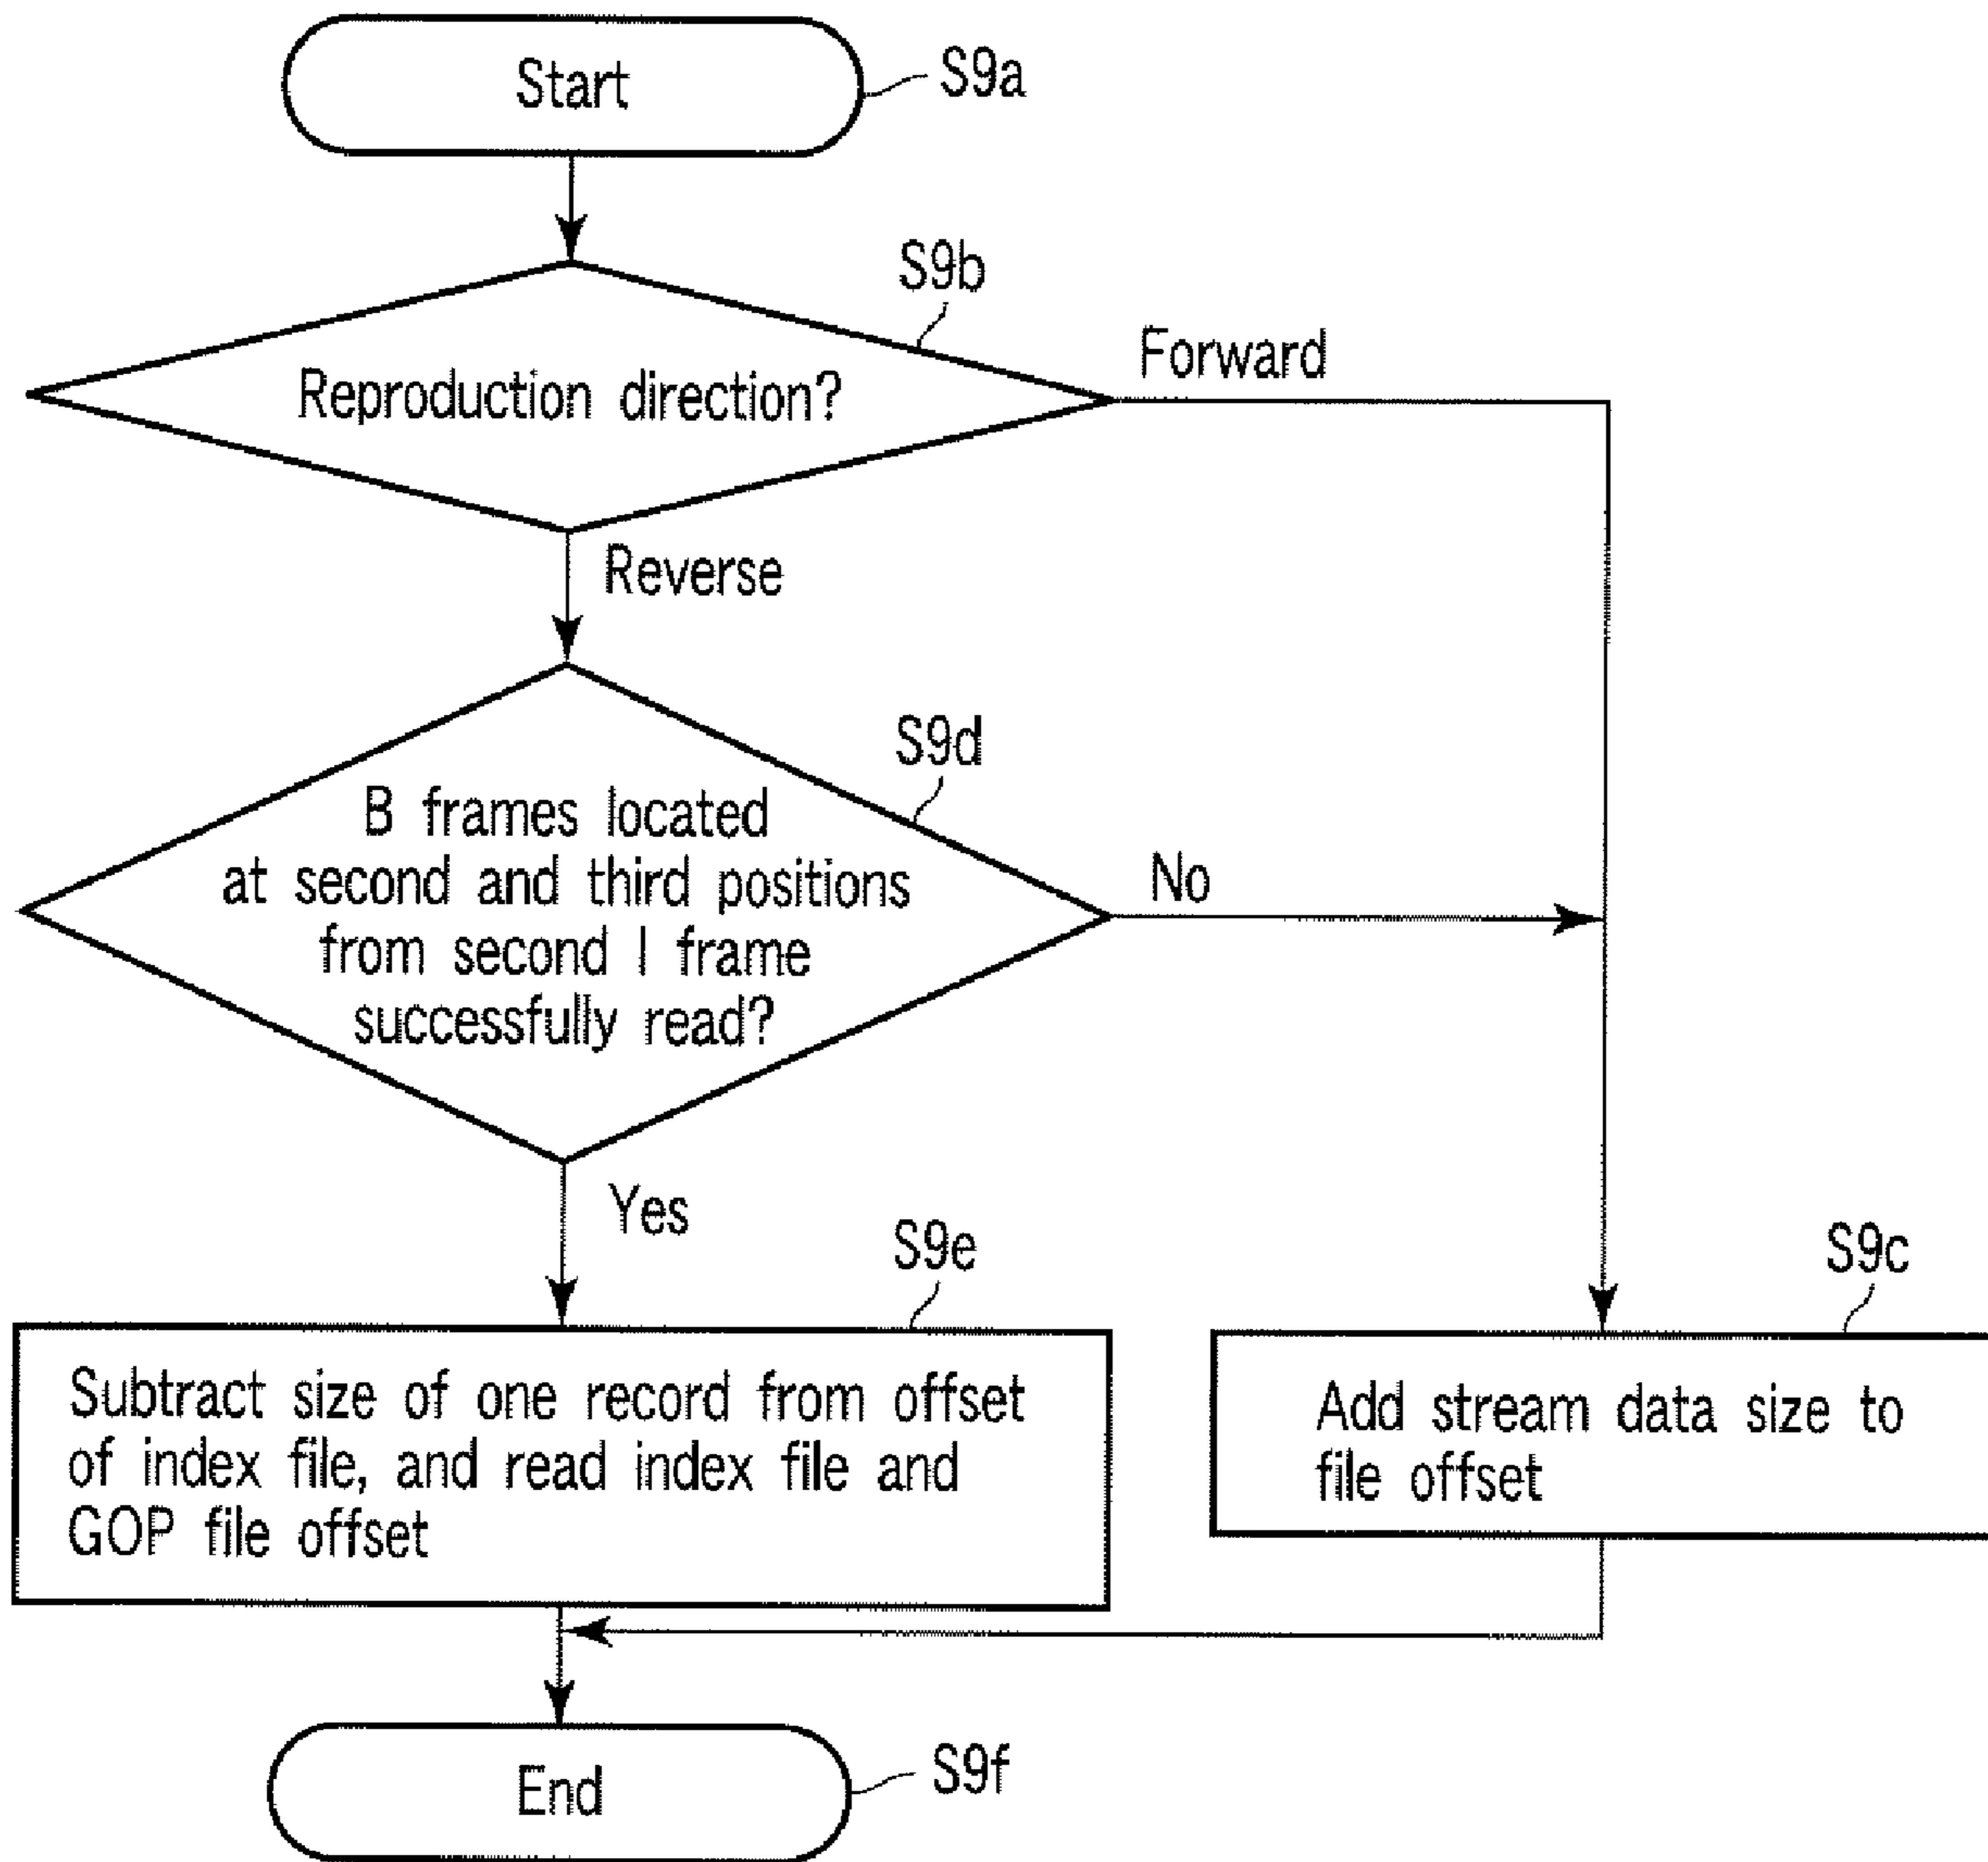 Start
S9a
S9b
Forward
Reproduction direction?
Reverse
S9d
B frames located
at second and third positions
from second I frame
successfully read?
No
Yes
S9e
S9c
Subtract size of one record from offset
of index file, and read index file and
GOP file offset
Add stream data size to
file offset
End
S9f